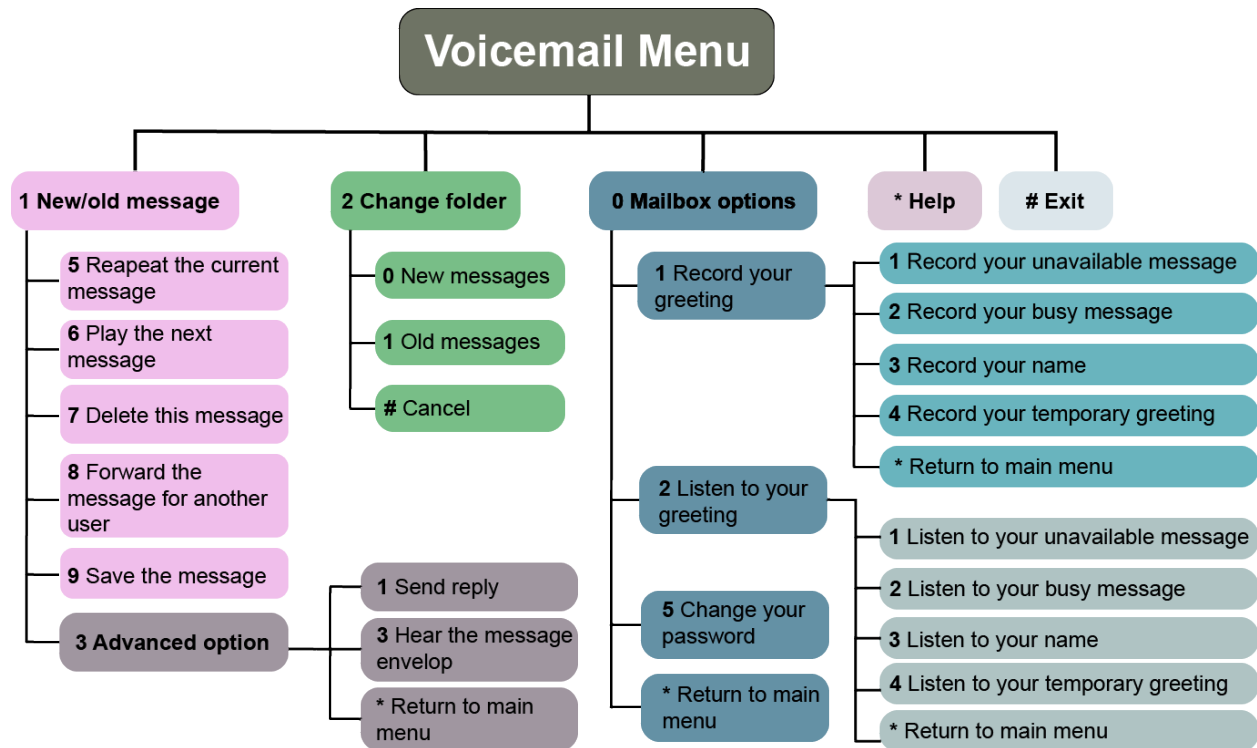 Voicemail Menu
1 New/old message
5 Reapeat the current
message
6 Play the next
message
7 Delete this message
8 Forward the
message for another
user
9 Save the message
3 Advanced option
1 Send reply
3 Hear the message
envelop
* Return to main
menu
2 Change folder
0 New messages
1 Old messages
# Cancel
0 Mailbox options
1 Record your
greeting
1 Record your unavailable message
2 Record your busy message
3 Record your name
4 Record your temporary greeting
* Return to main menu
2 Listen to your
greeting
1 Listen to your unavailable message
2 Listen to your busy message
3 Listen to your name
4 Listen to your temporary greeting
* Return to main menu
5 Change your
password
* Return to main
menu
* Help
# Exit